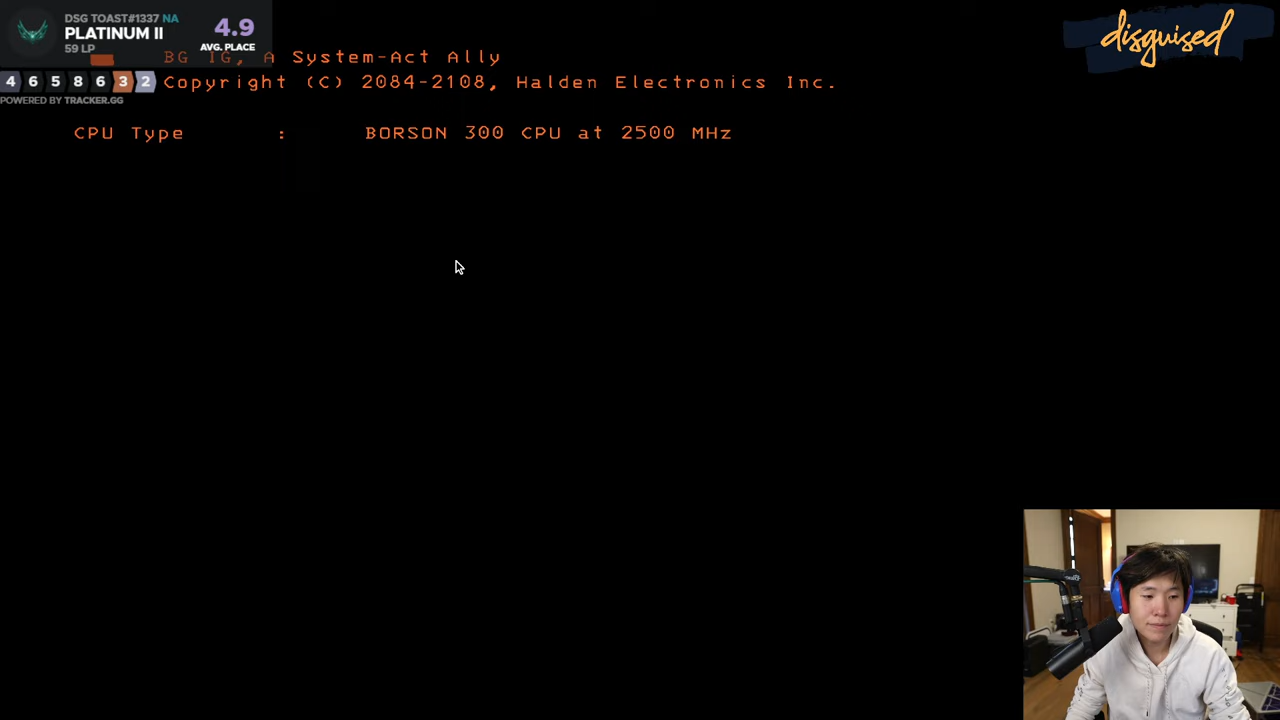 DSG TOAST#1337 NA
PLATINUM II
59 LP
4.9
AVG. PLACE
4 6 5 8 6 3 2
POWERED BY TRACKER.GG
disguised
BG IG, A System-Act Ally
Copyright (C) 2084-2108, Halden Electronics Inc.
CPU Type : BORSON 300 CPU at 2500 MHz